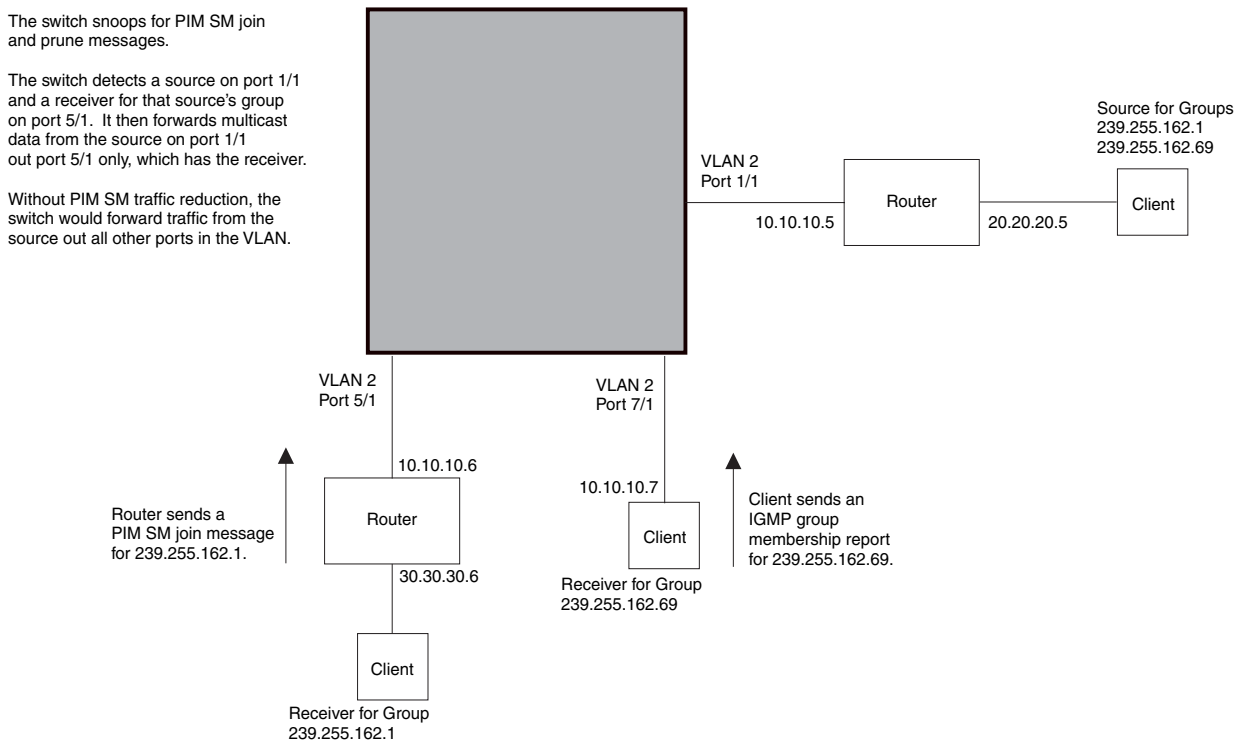 The switch snoops for PIM SM join
and prune messages.
The switch detects a source on port 1/1
and a receiver for that source's group
on port 5/1. It then forwards multicast
data from the source on port 1/1
out port 5/1 only, which has the receiver.
Without PIM SM traffic reduction, the
switch would forward traffic from the
source out all other ports in the VLAN.
VLAN 2
Port 1/1
10.10.10.5
Router
20.20.20.5
Source for Groups
239.255.162.1
239.255.162.69
Client
VLAN 2
Port 5/1
10.10.10.6
Router
Router sends a
PIM SM join message
for 239.255.162.1.
30.30.30.6
Client
Receiver for Group
239.255.162.1
VLAN 2
Port 7/1
10.10.10.7
Client
Receiver for Group
239.255.162.69
Client sends an
IGMP group
membership report
for 239.255.162.69.